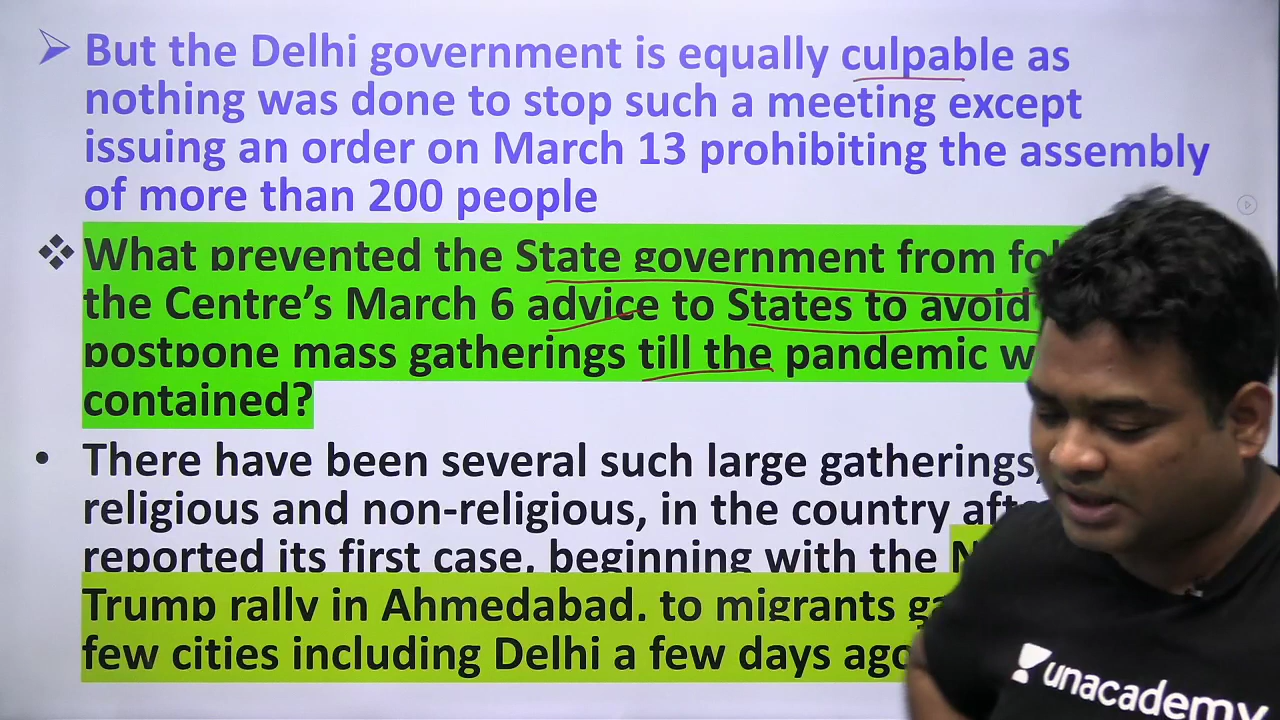 But the Delhi government is equally culpable as
nothing was done to stop such a meeting except
issuing an order on March 13 prohibiting the assembly
of more than 200 people
What prevented the State government from
the Centre’s March 6 advice to States to avoid
postpone mass gatherings till the pandemic
contained?
There have been several such large gatherings,
religious and non-religious, in the country
reported its first case, beginning with the
Trump rally in Ahmedabad, to migrants
few cities including Delhi a few days ago
unacademy